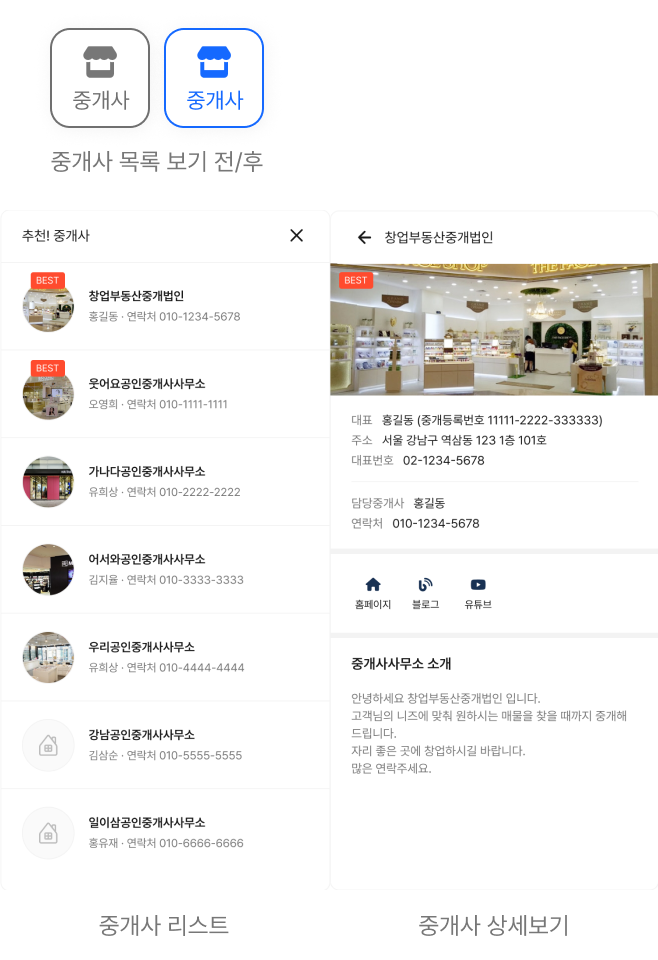 중개사
중개사
중개사 목록 보기 전/후
추천! 중개사
BEST
창업부동산중개법인
홍길동 · 연락처 010-1234-5678
BEST
웃어요공인중개사사무소
오영희 · 연락처 010-1111-1111
가나다공인중개사사무소
유희상 · 연락처 010-2222-2222
어서와공인중개사사무소
김지율 · 연락처 010-3333-3333
우리공인중개사사무소
유희상 · 연락처 010-4444-4444
강남공인중개사사무소
김삼순 · 연락처 010-5555-5555
일이삼공인중개사사무소
홍유재 · 연락처 010-6666-6666
중개사 리스트
창업부동산중개법인
BEST
대표 홍길동 (중개등록번호 11111-2222-333333)
주소 서울 강남구 역삼동 123 1층 101호
대표번호 02-1234-5678
담당중개사 홍길동
연락처 010-1234-5678
홈페이지
블로그
유튜브
중개사사무소 소개
안녕하세요 창업부동산중개법인 입니다.
고객님의 니즈에 맞춰 원하시는 매물을 찾을 때까지 중개해
드립니다.
자리 좋은 곳에 창업하시길 바랍니다.
많은 연락주세요.
중개사 상세보기